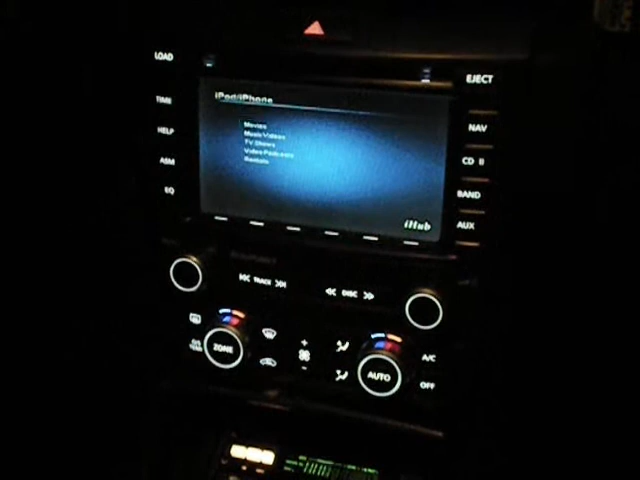 LOAD
EJECT
iPod/iPhone
TIME
Movies
Music Videos
NAV
HELP
TV Shows
Video Podcasts
Rentals
ASM
CD II
EQ
BAND
iHub
AUX
TRACK
DISC
ZONE
+
A/C
AUTO
-
OFF